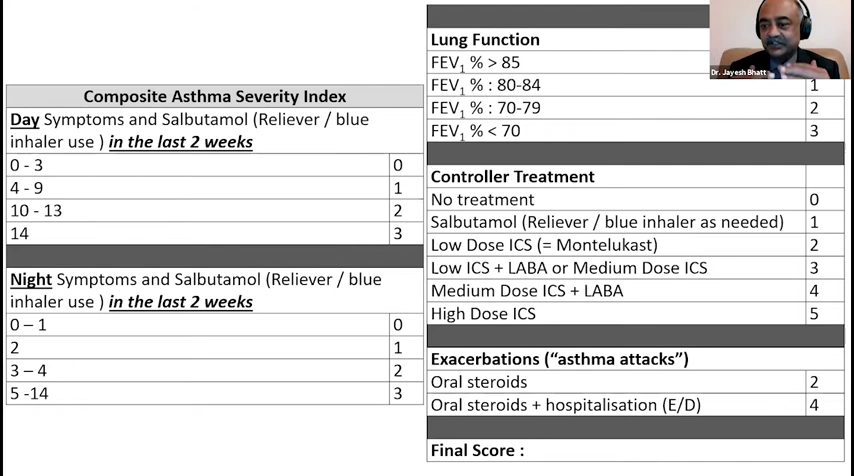 Composite Asthma Severity Index
Day Symptoms and Salbutamol (Reliever / blue
inhaler use ) in the last 2 weeks
0 - 3 0
4 - 9 1
10 - 13 2
14 3
Night Symptoms and Salbutamol (Reliever / blue
inhaler use ) in the last 2 weeks
0 – 1 0
2 1
3 – 4 2
5 -14 3
Lung Function
FEV1 % > 85
FEV1 % : 80-84 1
FEV1 % : 70-79 2
FEV1 % < 70 3
Controller Treatment
No treatment 0
Salbutamol (Reliever / blue inhaler as needed) 1
Low Dose ICS (= Montelukast) 2
Low ICS + LABA or Medium Dose ICS 3
Medium Dose ICS + LABA 4
High Dose ICS 5
Exacerbations (“asthma attacks”)
Oral steroids 2
Oral steroids + hospitalisation (E/D) 4
Final Score :
Dr. Jayesh Bhatt